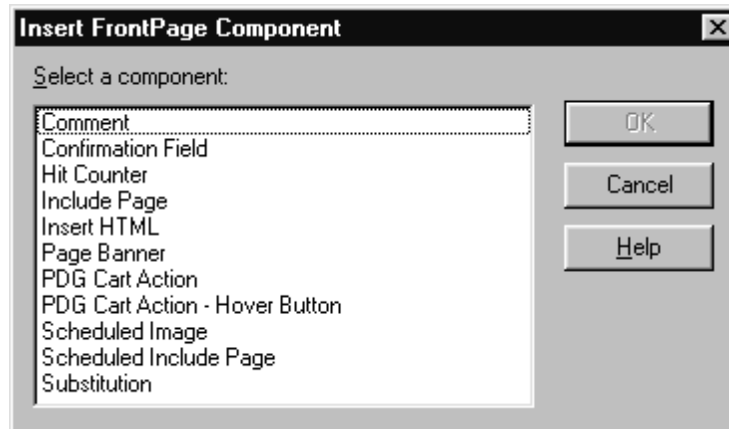 Insert FrontPage Component
Select a component:
Comment
Confirmation Field
Hit Counter
Include Page
Insert HTML
Page Banner
PDG Cart Action
PDG Cart Action - Hover Button
Scheduled Image
Scheduled Include Page
Substitution
OK
Cancel
Help